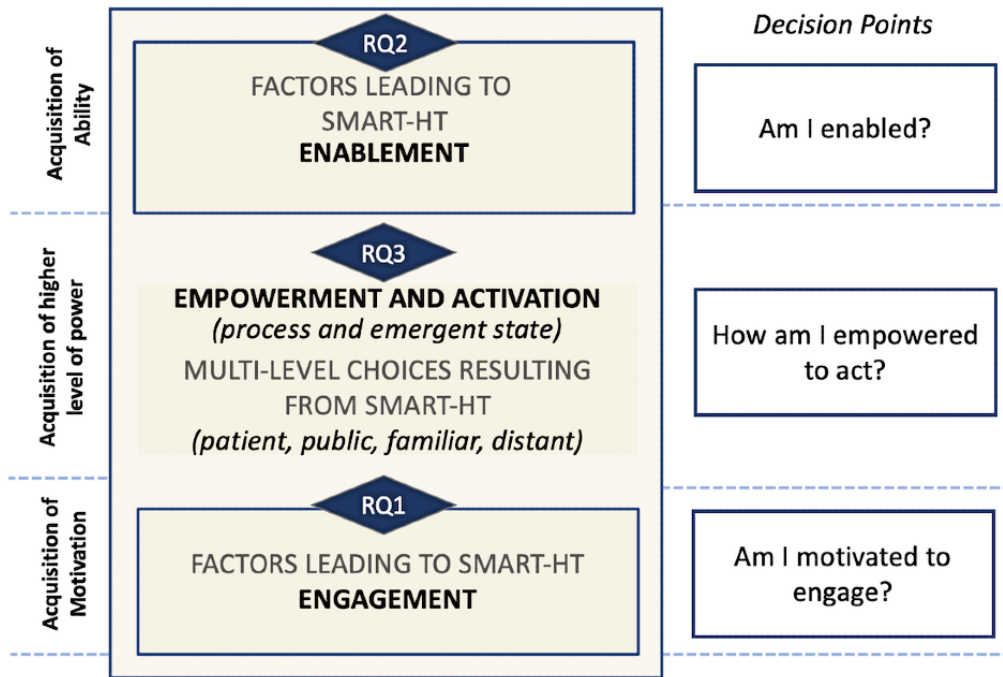 Decision Points
Acquisition of
Ability
RQ2
FACTORS LEADING TO
SMART-HT
ENABLEMENT
Am I enabled?
Acquisition of higher
level of power
RQ3
EMPOWERMENT AND ACTIVATION
(process and emergent state)
MULTI-LEVEL CHOICES RESULTING
FROM SMART-HT
(patient, public, familiar, distant)
How am I empowered
to act?
Acquisition of
Motivation
RQ1
FACTORS LEADING TO SMART-HT
ENGAGEMENT
Am I motivated to
engage?